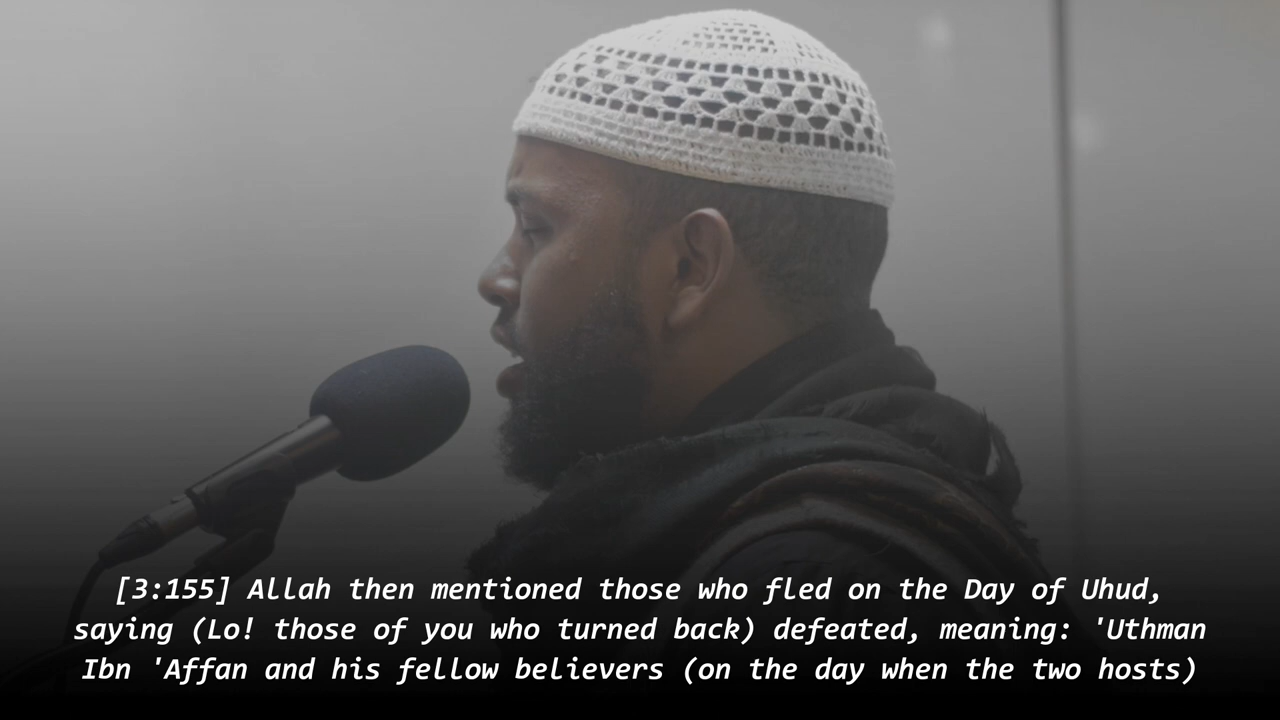 [3:155] Allah then mentioned those who fled on the Day of Uhud,
saying (Lo! those of you who turned back) defeated, meaning: 'Uthman
Ibn 'Affan and his fellow believers (on the day when the two hosts)